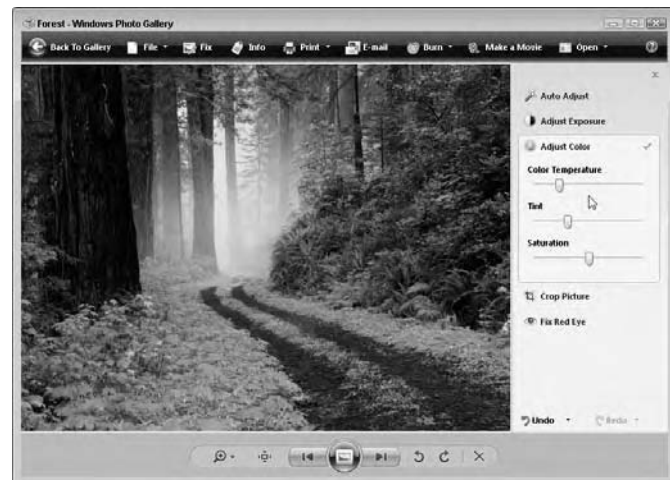 Forest - Windows Photo Gallery
Back To Gallery File Fix Info Print E-mail Burn Make a Movie Open
Auto Adjust
Adjust Exposure
Adjust Color
Color Temperature
Tint
Saturation
Crop Picture
Fix Red Eye
Undo Redo